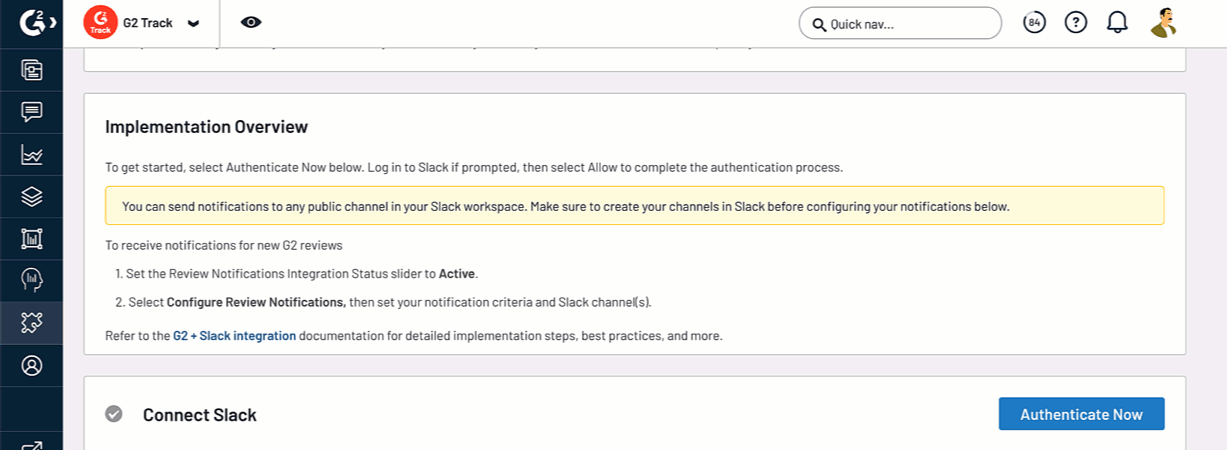 G2
G2 Track
Track
Quick nav...
84
?
Implementation Overview
To get started, select Authenticate Now below. Log in to Slack if prompted, then select Allow to complete the authentication process.
You can send notifications to any public channel in your Slack workspace. Make sure to create your channels in Slack before configuring your notifications below.
To receive notifications for new G2 reviews
1. Set the Review Notifications Integration Status slider to Active.
2. Select Configure Review Notifications, then set your notification criteria and Slack channel(s).
Refer to the G2 + Slack integration documentation for detailed implementation steps, best practices, and more.
Connect Slack
Authenticate Now